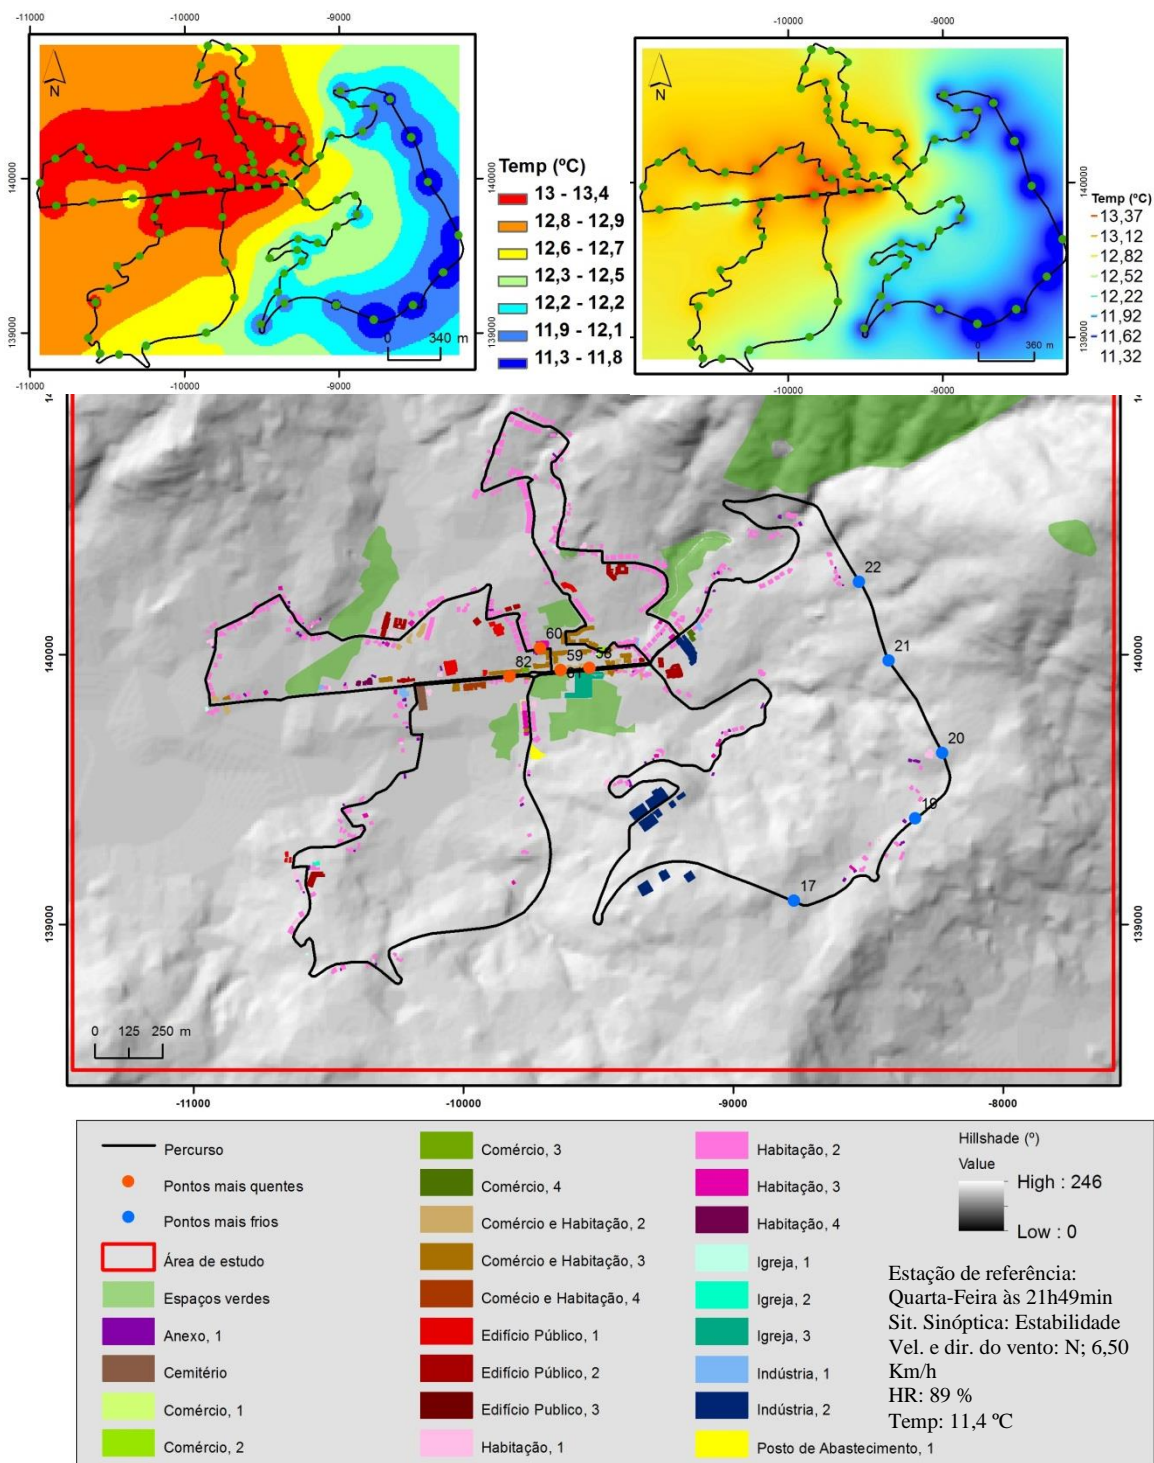 -11000
-10000
-9000
N
140000
139000
0 340 m
Temp (ºC)
13 - 13,4
12,8 - 12,9
12,6 - 12,7
12,3 - 12,5
12,2 - 12,2
11,9 - 12,1
11,3 - 11,8
-11000
-10000
-9000
-10000
-9000
N
140000
139000
0 360 m
Temp (ºC)
13,37
13,12
12,82
12,52
12,22
11,92
11,62
11,32
-10000
-9000
140000
139000
140000
139000
22
21
20
19
17
60
59
58
82
61
0 125 250 m
-11000
-10000
-9000
-8000
Percurso
Pontos mais quentes
Pontos mais frios
Área de estudo
Espaços verdes
Anexo, 1
Cemitério
Comércio, 1
Comércio, 2
Comércio, 3
Comércio, 4
Comércio e Habitação, 2
Comércio e Habitação, 3
Comécio e Habitação, 4
Edifício Público, 1
Edifício Público, 2
Edifício Publico, 3
Habitação, 1
Habitação, 2
Habitação, 3
Habitação, 4
Igreja, 1
Igreja, 2
Igreja, 3
Indústria, 1
Indústria, 2
Posto de Abastecimento, 1
Hillshade (º)
Value
High : 246
Low : 0
Estação de referência:
Quarta-Feira às 21h49min
Sit. Sinóptica: Estabilidade
Vel. e dir. do vento: N; 6,50
Km/h
HR: 89 %
Temp: 11,4 ºC